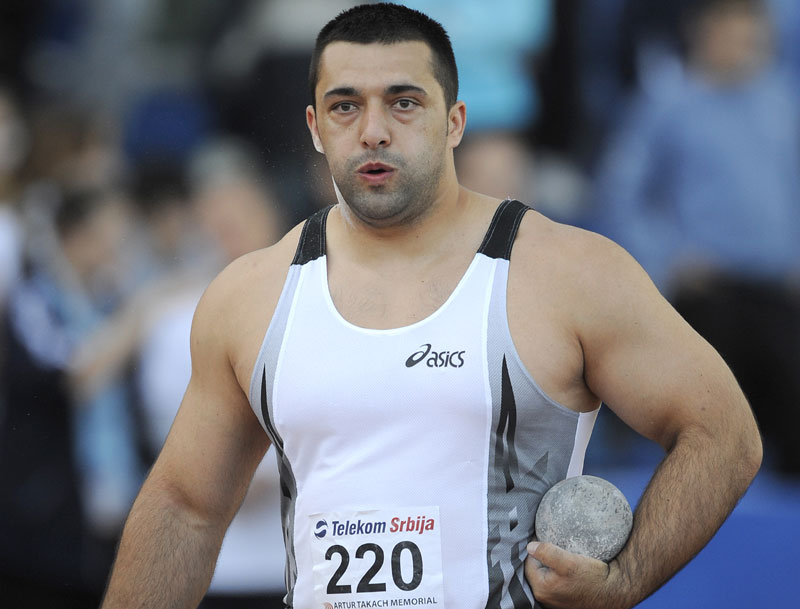 asics
Telekom Srbija
220
ARTUR TAKACH MEMORIAL